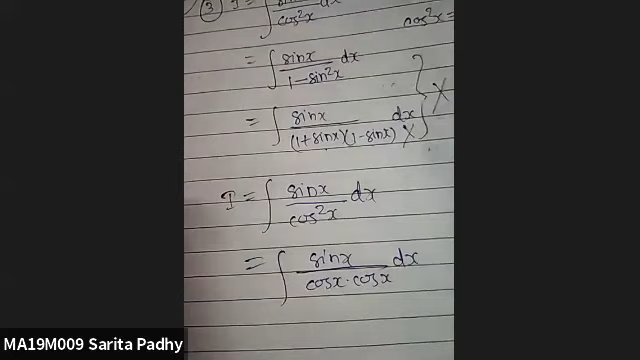 ③ I = ∫ sinx/cos²x dx
cos²x =
= ∫ sinx/1-sin²x dx
= ∫ sinx/(1+sinx)(1-sinx) dx
I = ∫ sinx/cos²x dx
= ∫ sinx/cosx·cosx dx
MA19M009 Sarita Padhy